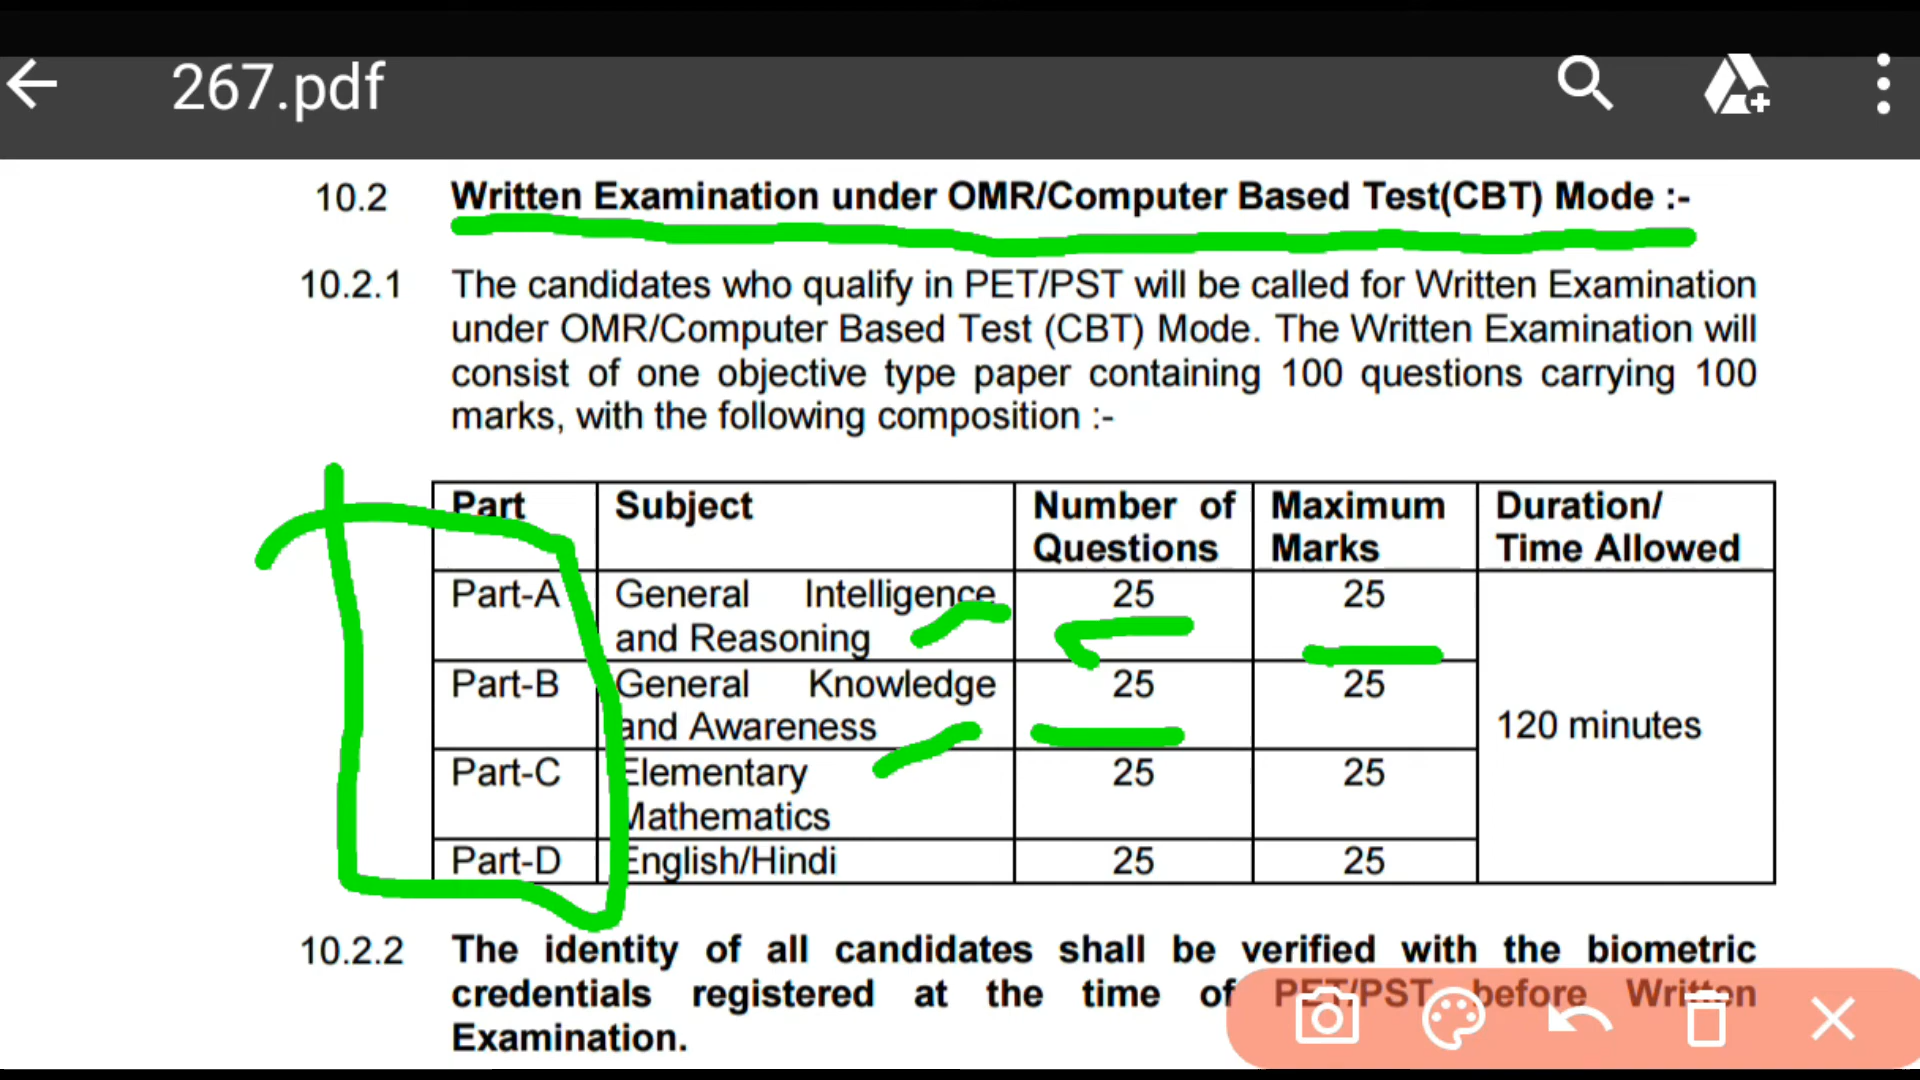 267.pdf
10.2 Written Examination under OMR/Computer Based Test(CBT) Mode :-
10.2.1 The candidates who qualify in PET/PST will be called for Written Examination
under OMR/Computer Based Test (CBT) Mode. The Written Examination will
consist of one objective type paper containing 100 questions carrying 100
marks, with the following composition :-
Part Subject Number of Maximum Duration/
Questions Marks Time Allowed
Part-A General Intelligence 25 25
and Reasoning
Part-B General Knowledge 25 25
and Awareness 120 minutes
Part-C Elementary 25 25
Mathematics
Part-D English/Hindi 25 25
10.2.2 The identity of all candidates shall be verified with the biometric
credentials registered at the time of PET/PST before Written
Examination.